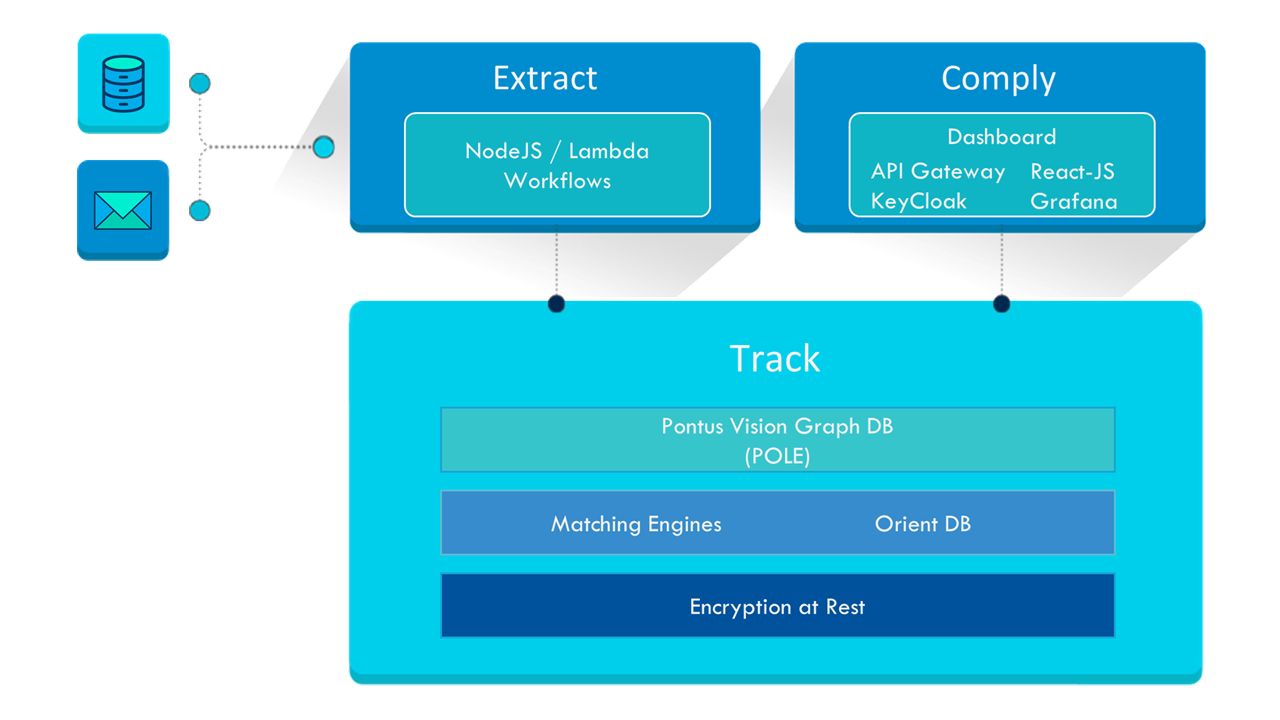 Extract
NodeJS / Lambda
Workflows
Comply
Dashboard
API Gateway React-JS
KeyCloak Grafana
Track
Pontus Vision Graph DB
(POLE)
Matching Engines Orient DB
Encryption at Rest